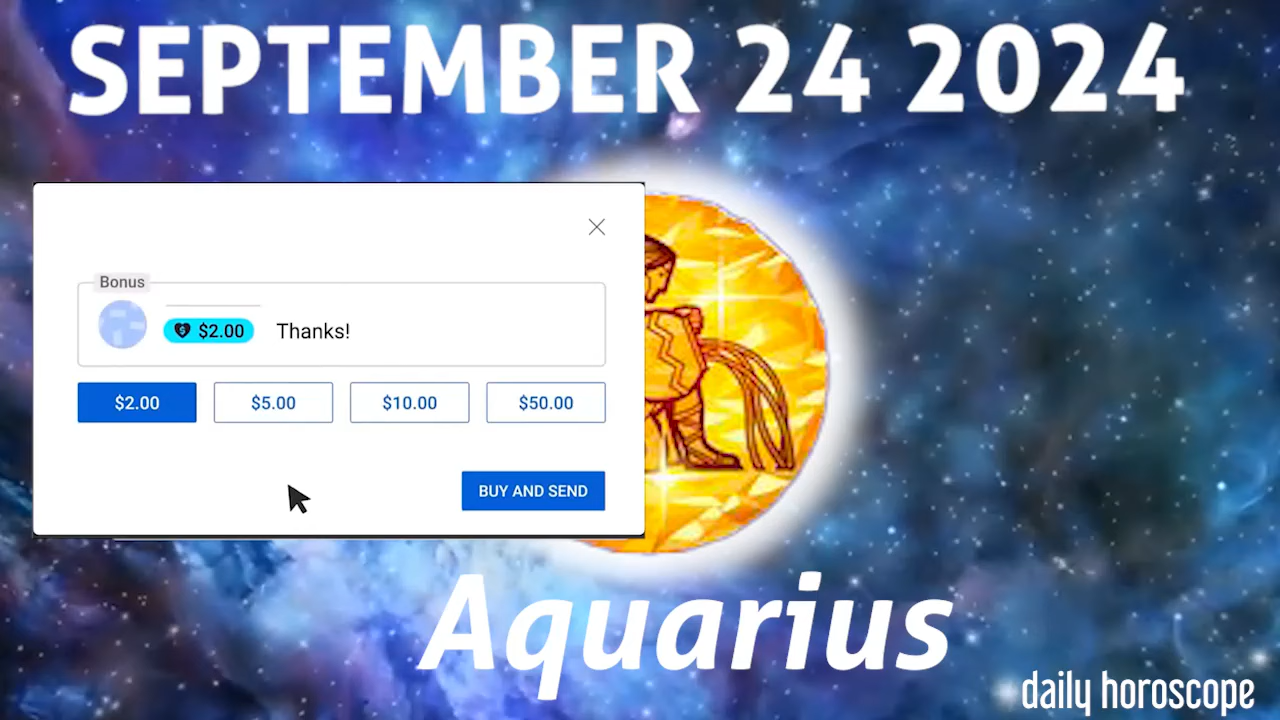 SEPTEMBER 24 2024
Bonus
$2.00 Thanks!
$2.00 $5.00 $10.00 $50.00
BUY AND SEND
Aquarius
daily horoscope